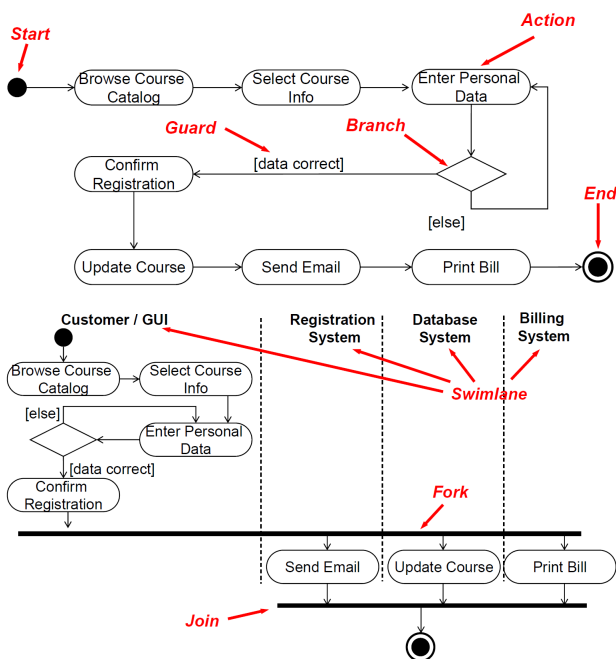 Start
Action
Browse Course
Catalog
Select Course
Info
Enter Personal
Data
Guard
Branch
Confirm
Registration
[data correct]
[else]
End
Update Course
Send Email
Print Bill
Customer / GUI
Registration
System
Database
System
Billing
System
Browse Course
Catalog
Select Course
Info
Swimlane
[else]
Enter Personal
Data
[data correct]
Confirm
Registration
Fork
Send Email
Update Course
Print Bill
Join